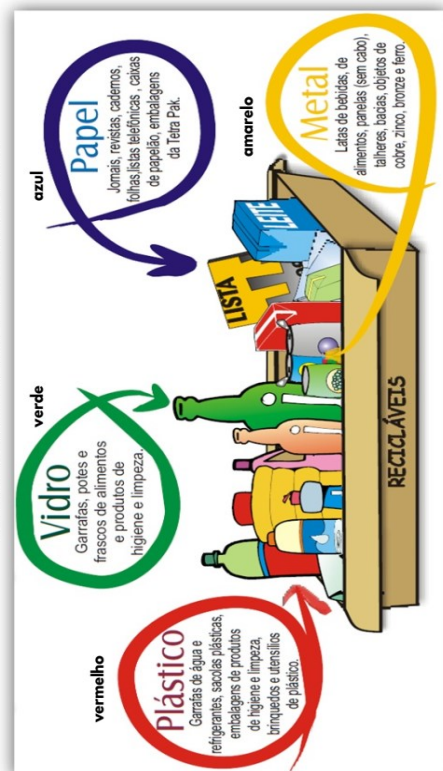 vermelho
Plástico
Garrafas de água e
refrigerantes, sacolas plásticas,
embalagens de produtos
de higiene e limpeza,
brinquedos e utensílios
de plástico.
verde
Vidro
Garrafas, potes e
frascos de alimentos
e produtos de
higiene e limpeza.
azul
Papel
Jornais, revistas, cadernos,
folhas,listas telefônicas , caixas
de papelão, embalagens
da Tetra Pak.
amarelo
Metal
Latas de bebidas, de
alimentos, panelas (sem cabo),
talheres, bacias, objetos de
cobre, zinco, bronze e ferro.
LISTA
LEITE
RECICLÁVEIS